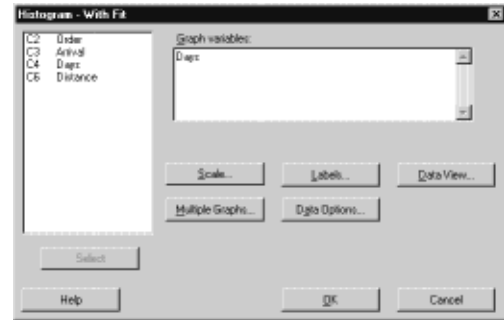 Histogram - With Fit
C2 Order
C3 Arrival
C4 Days
C6 Distance
Graph variables:
Days
Scale...
Labels...
Data View...
Multiple Graphs...
Data Options...
Select
Help
OK
Cancel